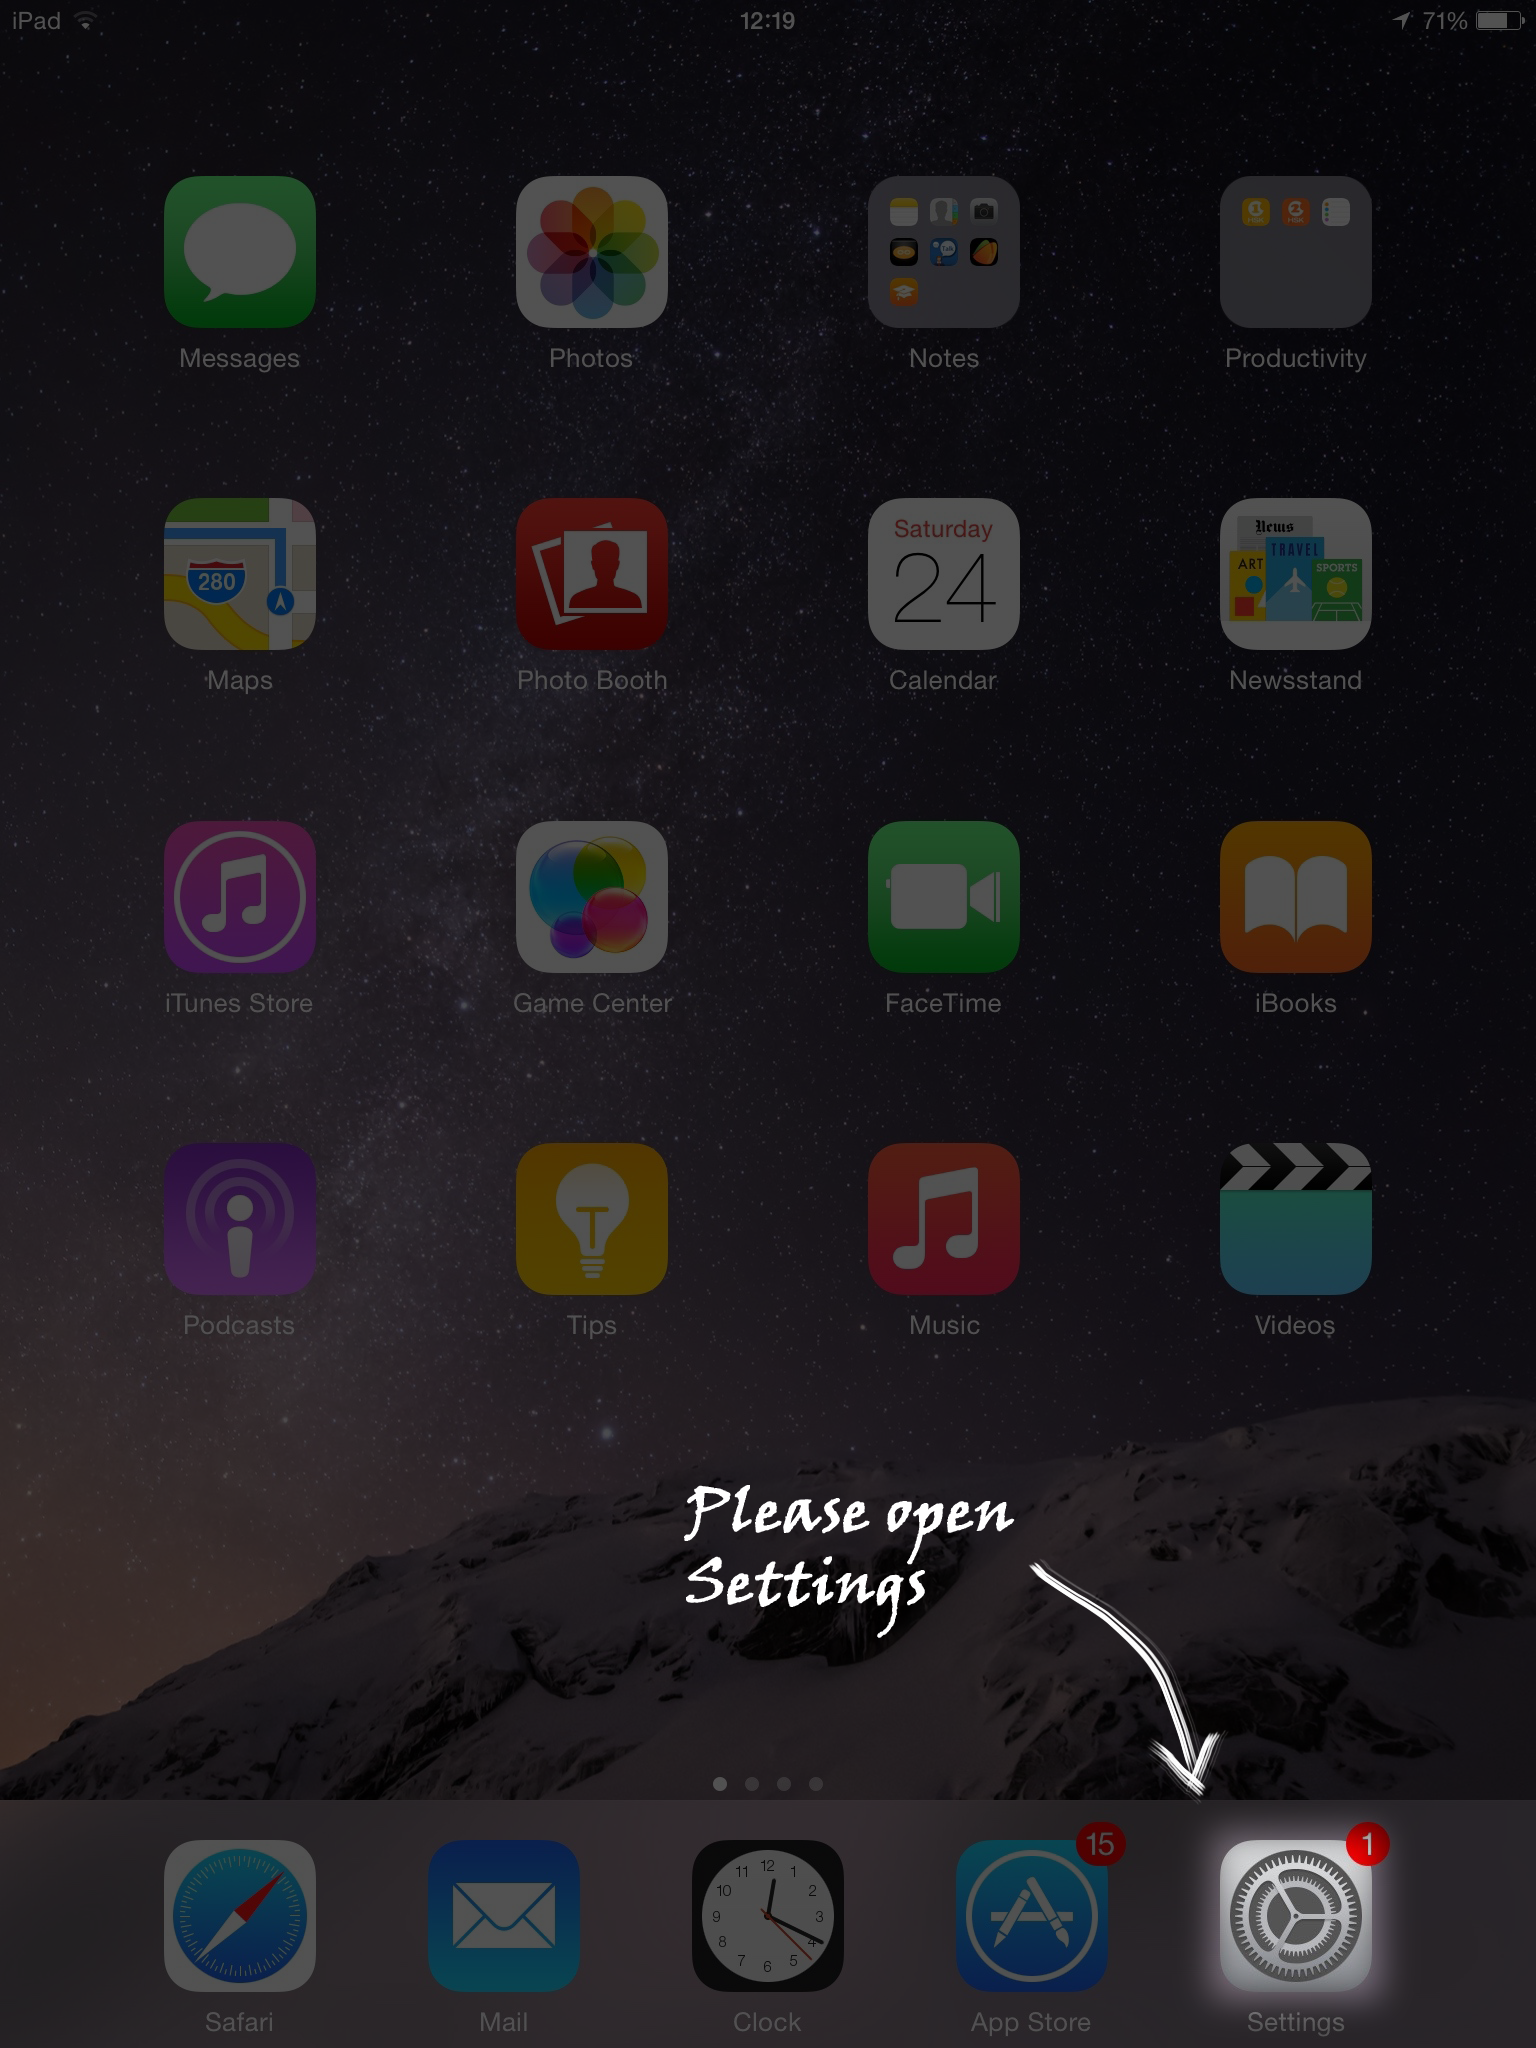 iPad 12:19 71%
Messages Photos Notes Productivity
280
Saturday
24
News
TRAVEL
ART
SPORTS
Maps Photo Booth Calendar Newsstand
iTunes Store Game Center FaceTime iBooks
Podcasts Tips Music Videos
Please open
Settings
15
1
12
11 1
10 2
9 3
8 4
7 5
6
Safari Mail Clock App Store Settings